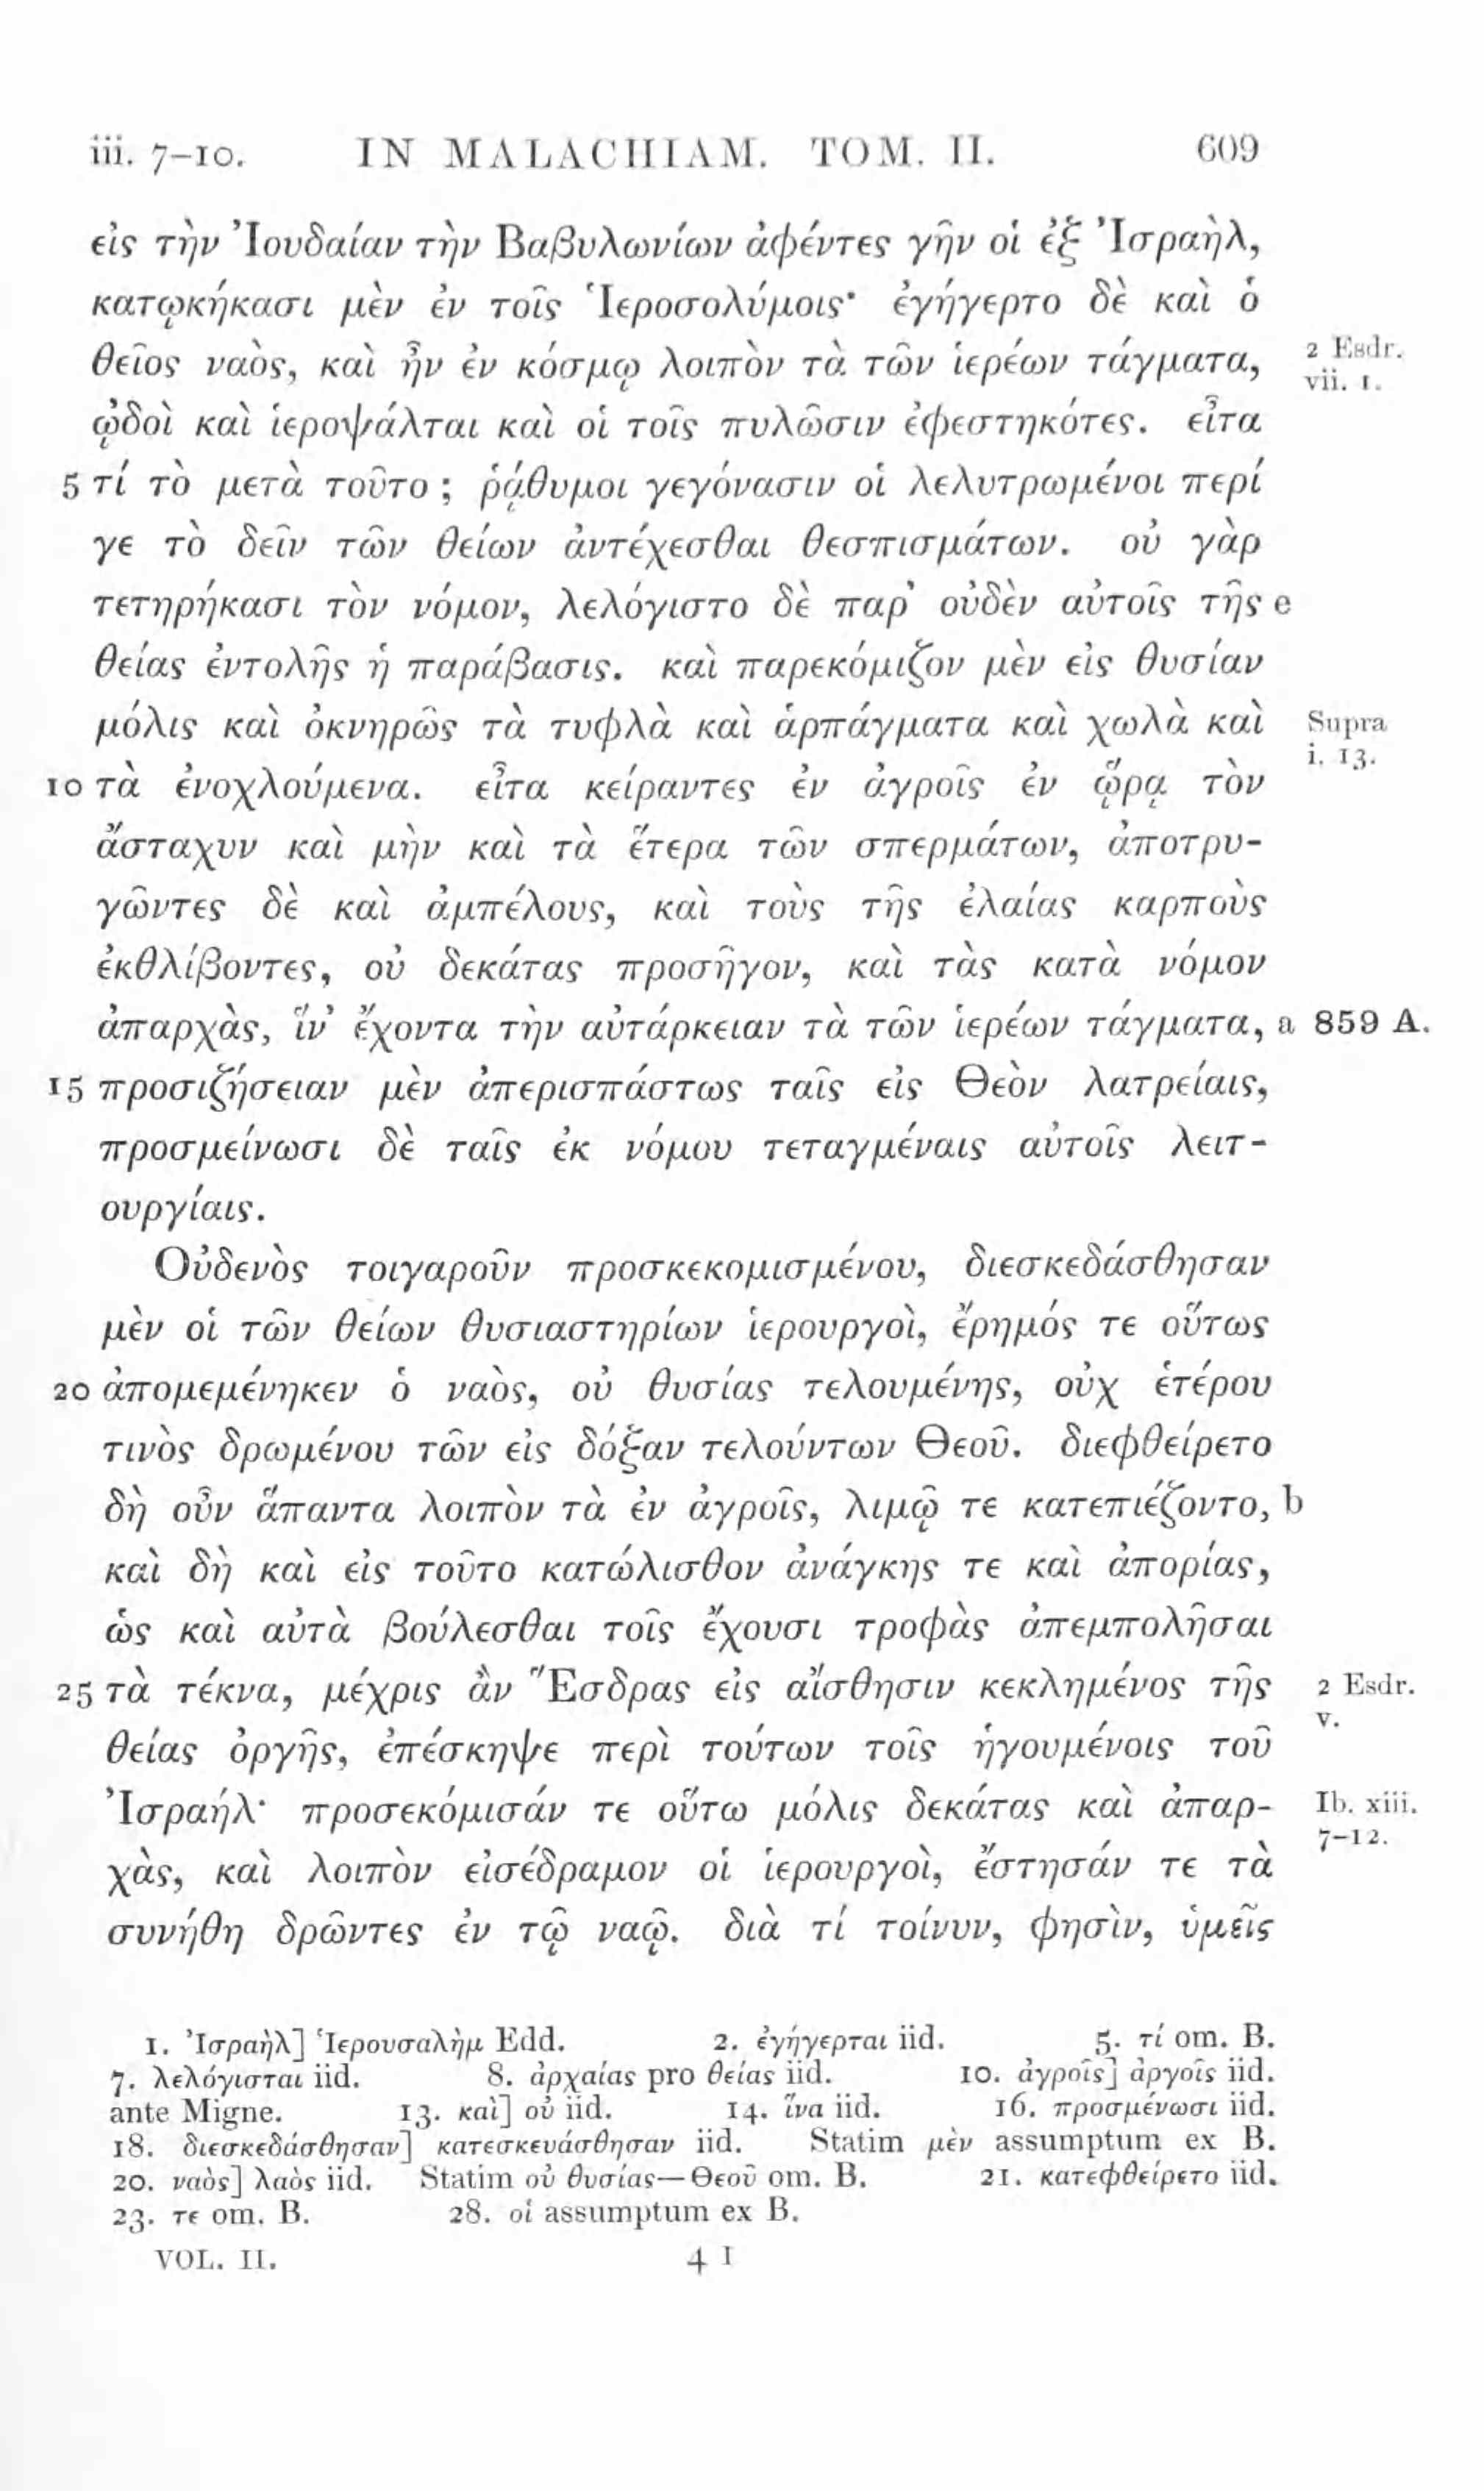 iii. 7–10. IN MALACHIAM. TOM. II. 609
εἰς τὴν Ἰουδαίαν τὴν Βαβυλωνίων ἀφέντες γῆν οἱ ἐξ Ἰσραὴλ,
κατῳκήκασι μὲν ἐν τοῖς Ἱεροσολύμοις· ἐγήγερτο δὲ καὶ ὁ
θεῖος ναὸς, καὶ ἦν ἐν κόσμῳ λοιπὸν τὰ τῶν ἱερέων τάγματα, 2 Esdr. vii. 1.
ᾠδοὶ καὶ ἱεροψάλται καὶ οἱ τοῖς πυλῶσιν ἐφεστηκότες. εἶτα
5 τί τὸ μετὰ τοῦτο; ῥᾴθυμοι γεγόνασιν οἱ λελυτρωμένοι περί
γε τὸ δεῖν τῶν θείων ἀντέχεσθαι θεσπισμάτων. οὐ γὰρ
τετηρήκασι τὸν νόμον, λελόγιστο δὲ παρ' οὐδὲν αὐτοῖς τῆς e
θείας ἐντολῆς ἡ παράβασις. καὶ παρεκόμιζον μὲν εἰς θυσίαν
μόλις καὶ ὀκνηρῶς τὰ τυφλὰ καὶ ἁρπάγματα καὶ χωλὰ καὶ Supra i. 13.
10 τὰ ἐνοχλούμενα. εἶτα κείραντες ἐν ἀγροῖς ἐν ᾥρᾳ τὸν
ἄσταχυν καὶ μὴν καὶ τὰ ἕτερα τῶν σπερμάτων, ἀποτρυ-
γῶντες δὲ καὶ ἀμπέλους, καὶ τοὺς τῆς ἐλαίας καρποὺς
ἐκθλίβοντες, οὐ δεκάτας προσῆγον, καὶ τὰς κατὰ νόμον
ἀπαρχὰς, ἵν' ἔχοντα τὴν αὐτάρκειαν τὰ τῶν ἱερέων τάγματα, a 859 A.
15 προσιζήσειαν μὲν ἀπερισπάστως ταῖς εἰς Θεὸν λατρείαις,
προσμείνωσι δὲ ταῖς ἐκ νόμου τεταγμέναις αὐτοῖς λειτ-
ουργίαις.
Οὐδενὸς τοιγαροῦν προσκεκομισμένου, διεσκεδάσθησαν
μὲν οἱ τῶν θείων θυσιαστηρίων ἱερουργοὶ, ἔρημός τε οὕτως
20 ἀπομεμένηκεν ὁ ναὸς, οὐ θυσίας τελουμένης, οὐχ ἑτέρου
τινὸς δρωμένου τῶν εἰς δόξαν τελούντων Θεοῦ. διεφθείρετο
δὴ οὖν ἅπαντα λοιπὸν τὰ ἐν ἀγροῖς, λιμῷ τε κατεπιέζοντο, b
καὶ δὴ καὶ εἰς τοῦτο κατώλισθον ἀνάγκης τε καὶ ἀπορίας,
ὡς καὶ αὐτὰ βούλεσθαι τοῖς ἔχουσι τροφὰς ἀπεμπολῆσαι
25 τὰ τέκνα, μέχρις ἂν Ἔσδρας εἰς αἴσθησιν κεκλημένος τῆς 2 Esdr. v.
θείας ὀργῆς, ἐπέσκηψε περὶ τούτων τοῖς ἡγουμένοις τοῦ
Ἰσραήλ· προσεκόμισάν τε οὕτω μόλις δεκάτας καὶ ἀπαρ- Ib. xiii. 7–12.
χὰς, καὶ λοιπὸν εἰσέδραμον οἱ ἱερουργοὶ, ἔστησάν τε τὰ
συνήθη δρῶντες ἐν τῷ ναῷ. διὰ τί τοίνυν, φησὶν, ὑμεῖς
1. Ἰσραὴλ] Ἱερουσαλὴμ Edd. 2. ἐγήγερται iid. 5. τί om. B.
7. λελόγισται iid. 8. ἀρχαίας pro θείας iid. 10. ἀγροῖς] ἀργοῖς iid.
ante Migne. 13. καὶ] οὐ iid. 14. ἵνα iid. 16. προσμένωσι iid.
18. διεσκεδάσθησαν] κατεσκευάσθησαν iid. Statim μὲν assumptum ex B.
20. ναὸς] λαὸς iid. Statim οὐ θυσίας—Θεοῦ om. B. 21. κατεφθείρετο iid.
23. τε om. B. 28. οἱ assumptum ex B.
VOL. II. 4 I